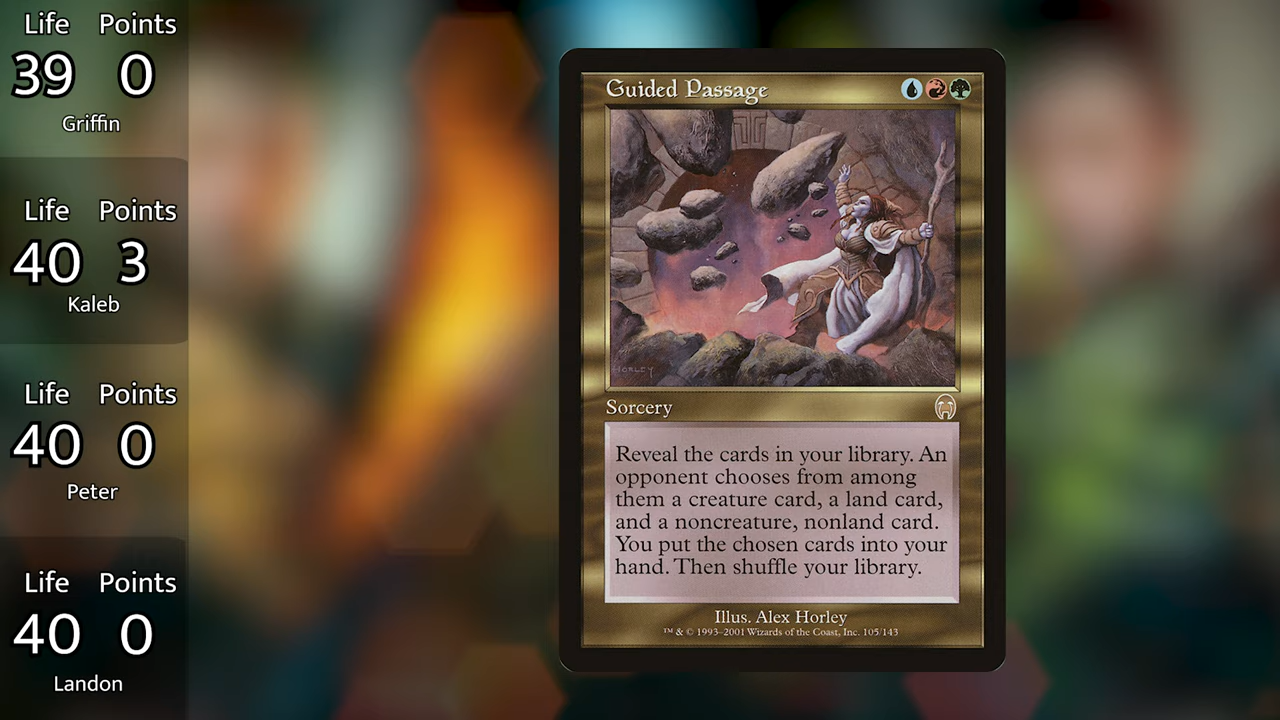 Life Points
39 0
Griffin
Life Points
40 3
Kaleb
Life Points
40 0
Peter
Life Points
40 0
Landon
Guided Passage
HORLEY
Sorcery
Reveal the cards in your library. An
opponent chooses from among
them a creature card, a land card,
and a noncreature, nonland card.
You put the chosen cards into your
hand. Then shuffle your library.
Illus. Alex Horley
™ & © 1993–2001 Wizards of the Coast, Inc. 105/143